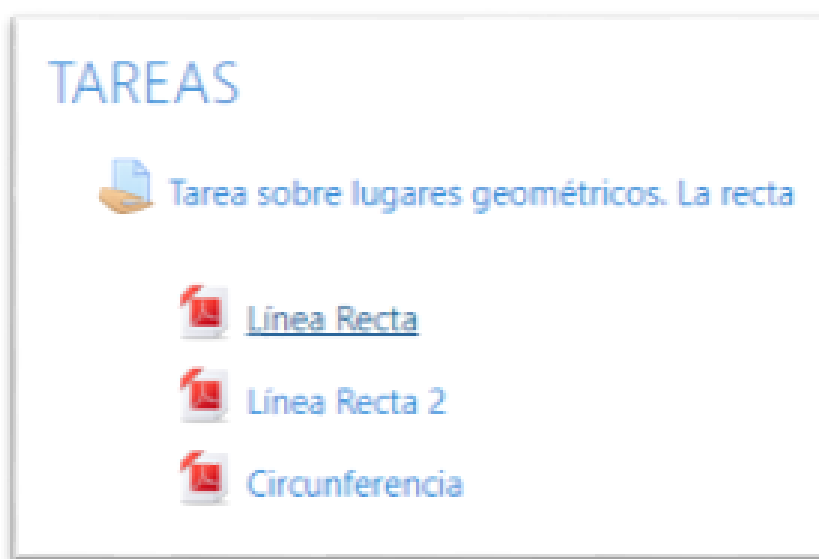 TAREAS
Tarea sobre lugares geométricos. La recta
Línea Recta
Línea Recta 2
Circunferencia